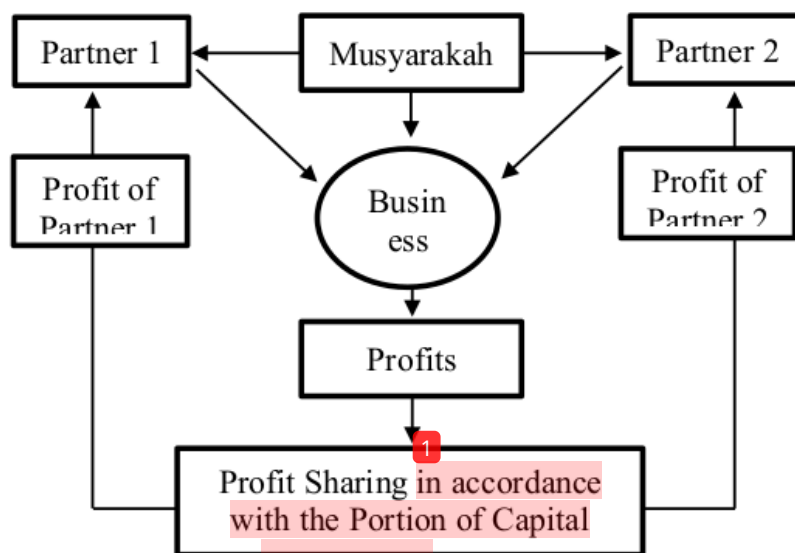 Partner 1
Musyarakah
Partner 2
Profit of
Partner 1
Busin
ess
Profit of
Partner 2
Profits
1
Profit Sharing in accordance
with the Portion of Capital